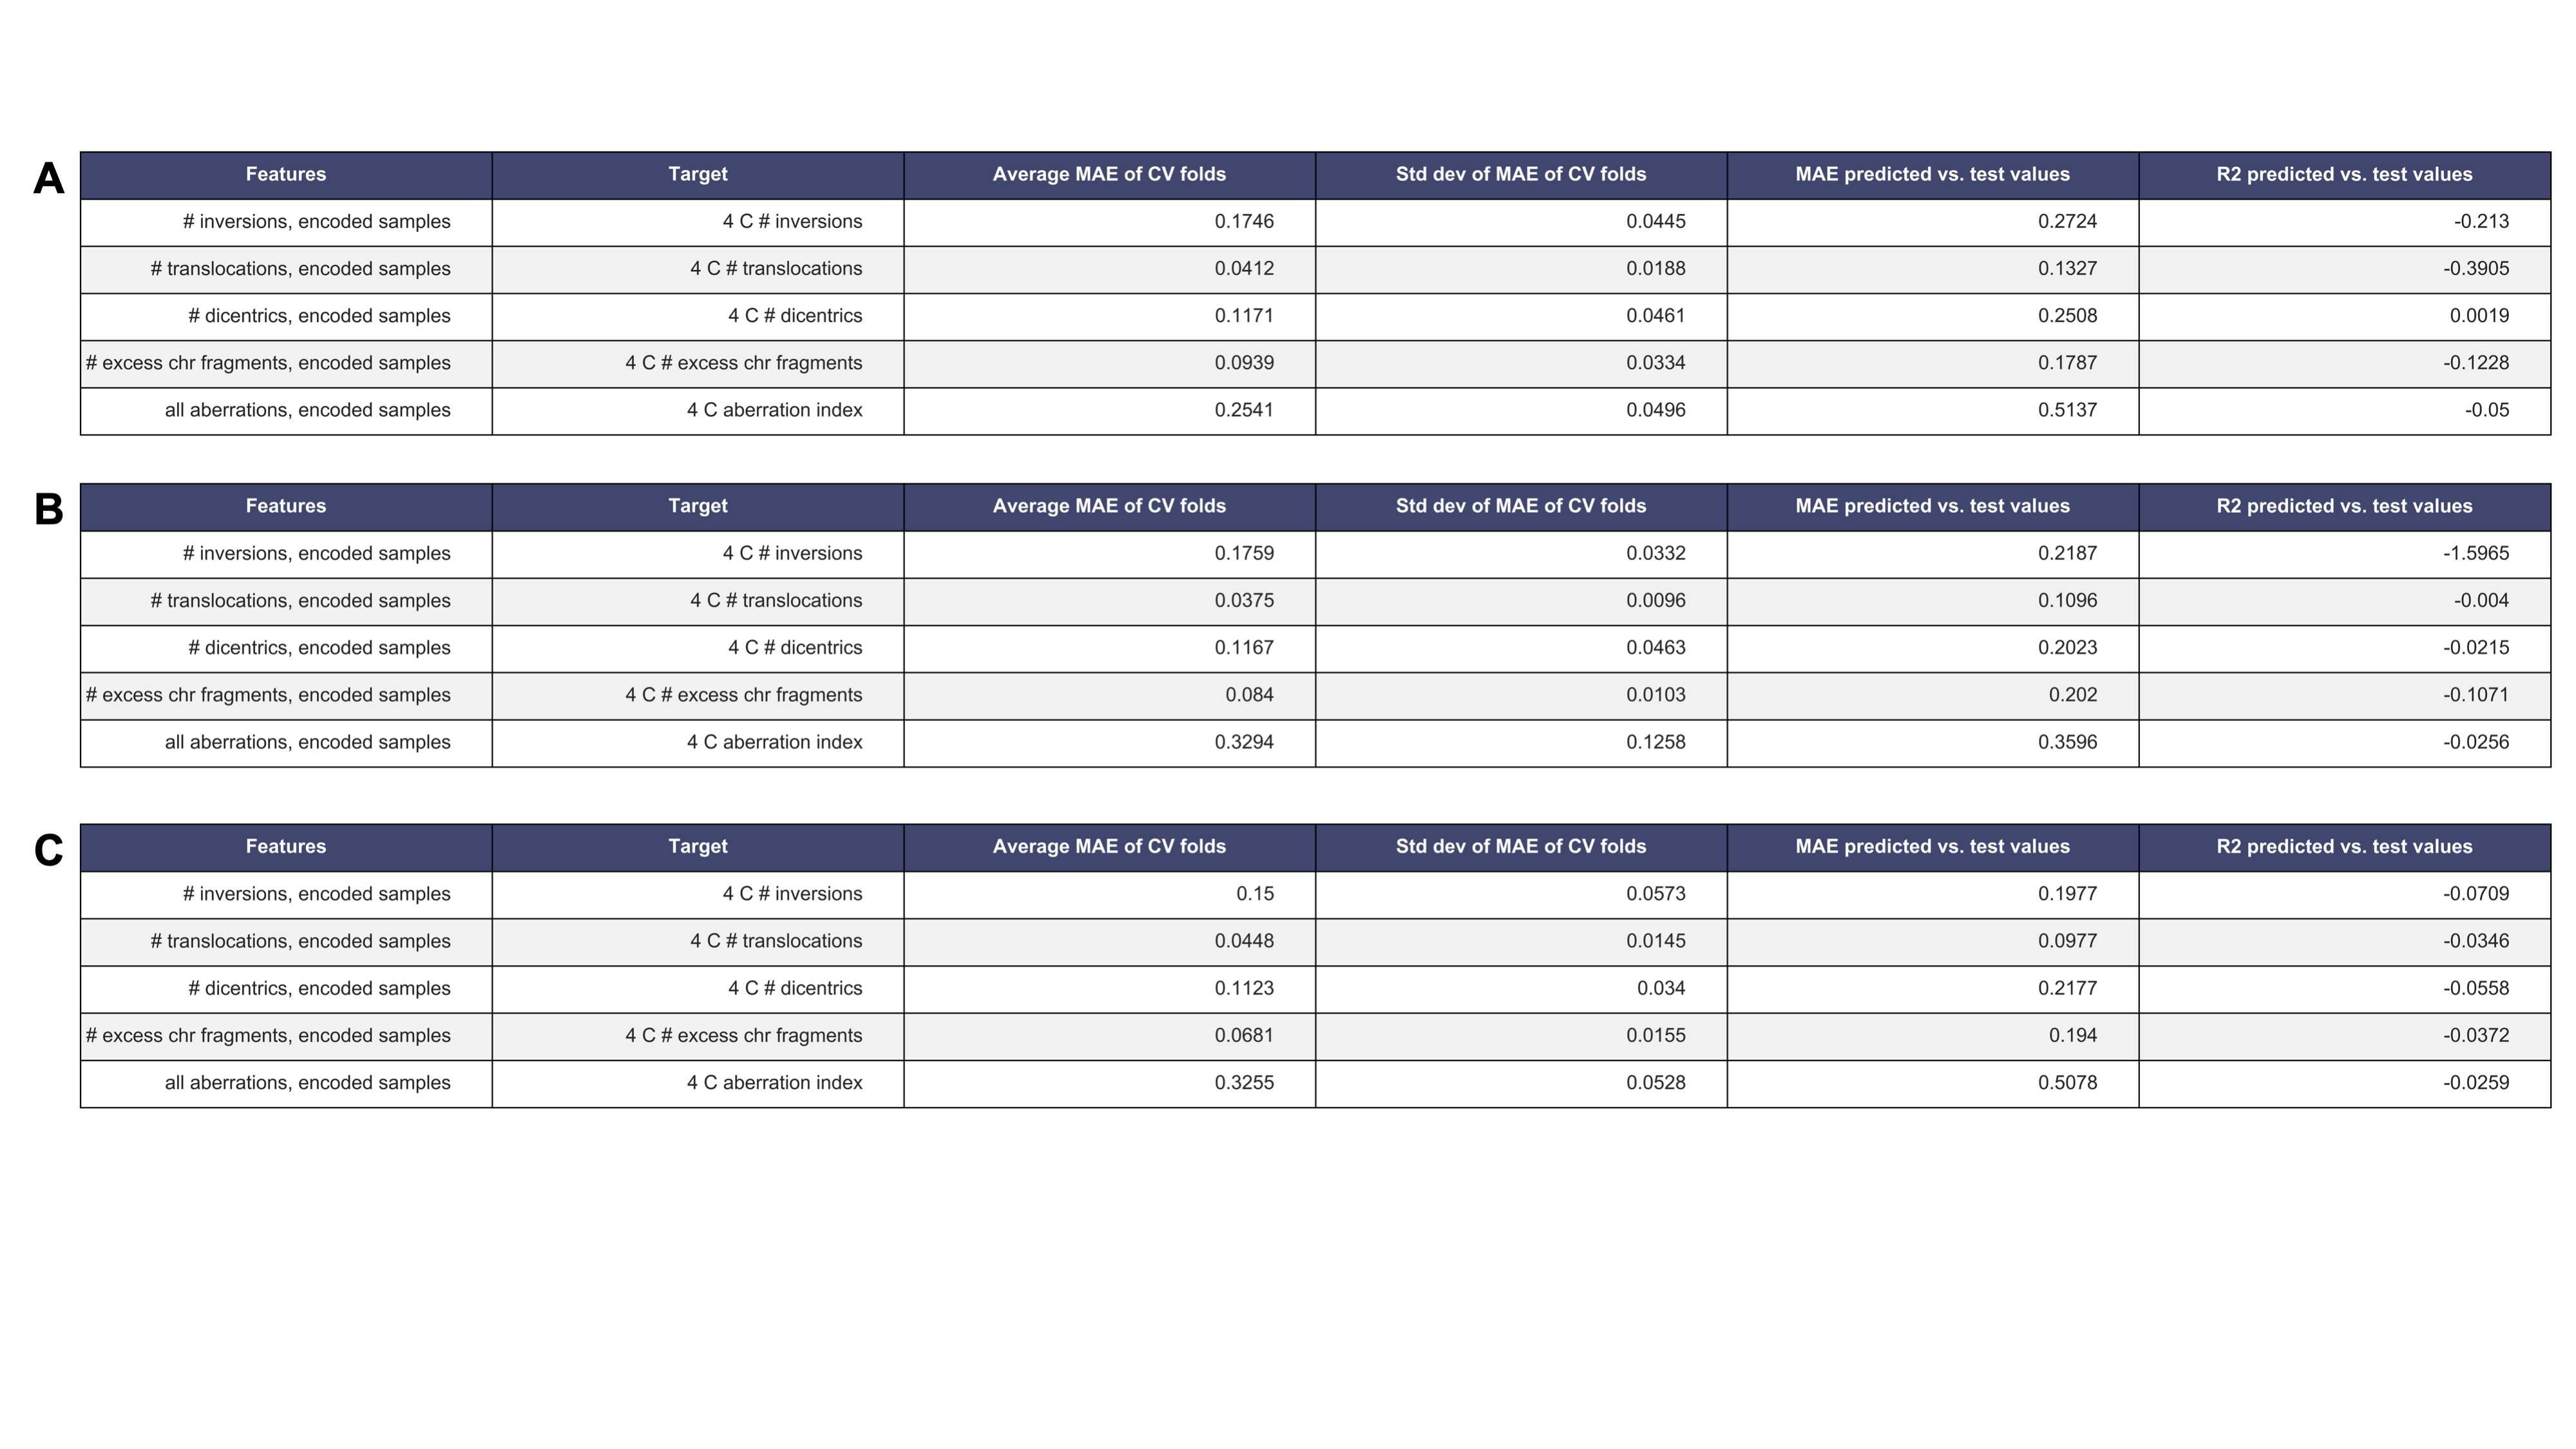 A
Features Target Average MAE of CV folds Std dev of MAE of CV folds MAE predicted vs. test values R2 predicted vs. test values
# inversions, encoded samples 4 C # inversions 0.1746 0.0445 0.2724 -0.213
# translocations, encoded samples 4 C # translocations 0.0412 0.0188 0.1327 -0.3905
# dicentrics, encoded samples 4 C # dicentrics 0.1171 0.0461 0.2508 0.0019
# excess chr fragments, encoded samples 4 C # excess chr fragments 0.0939 0.0334 0.1787 -0.1228
all aberrations, encoded samples 4 C aberration index 0.2541 0.0496 0.5137 -0.05
B
Features Target Average MAE of CV folds Std dev of MAE of CV folds MAE predicted vs. test values R2 predicted vs. test values
# inversions, encoded samples 4 C # inversions 0.1759 0.0332 0.2187 -1.5965
# translocations, encoded samples 4 C # translocations 0.0375 0.0096 0.1096 -0.004
# dicentrics, encoded samples 4 C # dicentrics 0.1167 0.0463 0.2023 -0.0215
# excess chr fragments, encoded samples 4 C # excess chr fragments 0.084 0.0103 0.202 -0.1071
all aberrations, encoded samples 4 C aberration index 0.3294 0.1258 0.3596 -0.0256
C
Features Target Average MAE of CV folds Std dev of MAE of CV folds MAE predicted vs. test values R2 predicted vs. test values
# inversions, encoded samples 4 C # inversions 0.15 0.0573 0.1977 -0.0709
# translocations, encoded samples 4 C # translocations 0.0448 0.0145 0.0977 -0.0346
# dicentrics, encoded samples 4 C # dicentrics 0.1123 0.034 0.2177 -0.0558
# excess chr fragments, encoded samples 4 C # excess chr fragments 0.0681 0.0155 0.194 -0.0372
all aberrations, encoded samples 4 C aberration index 0.3255 0.0528 0.5078 -0.0259